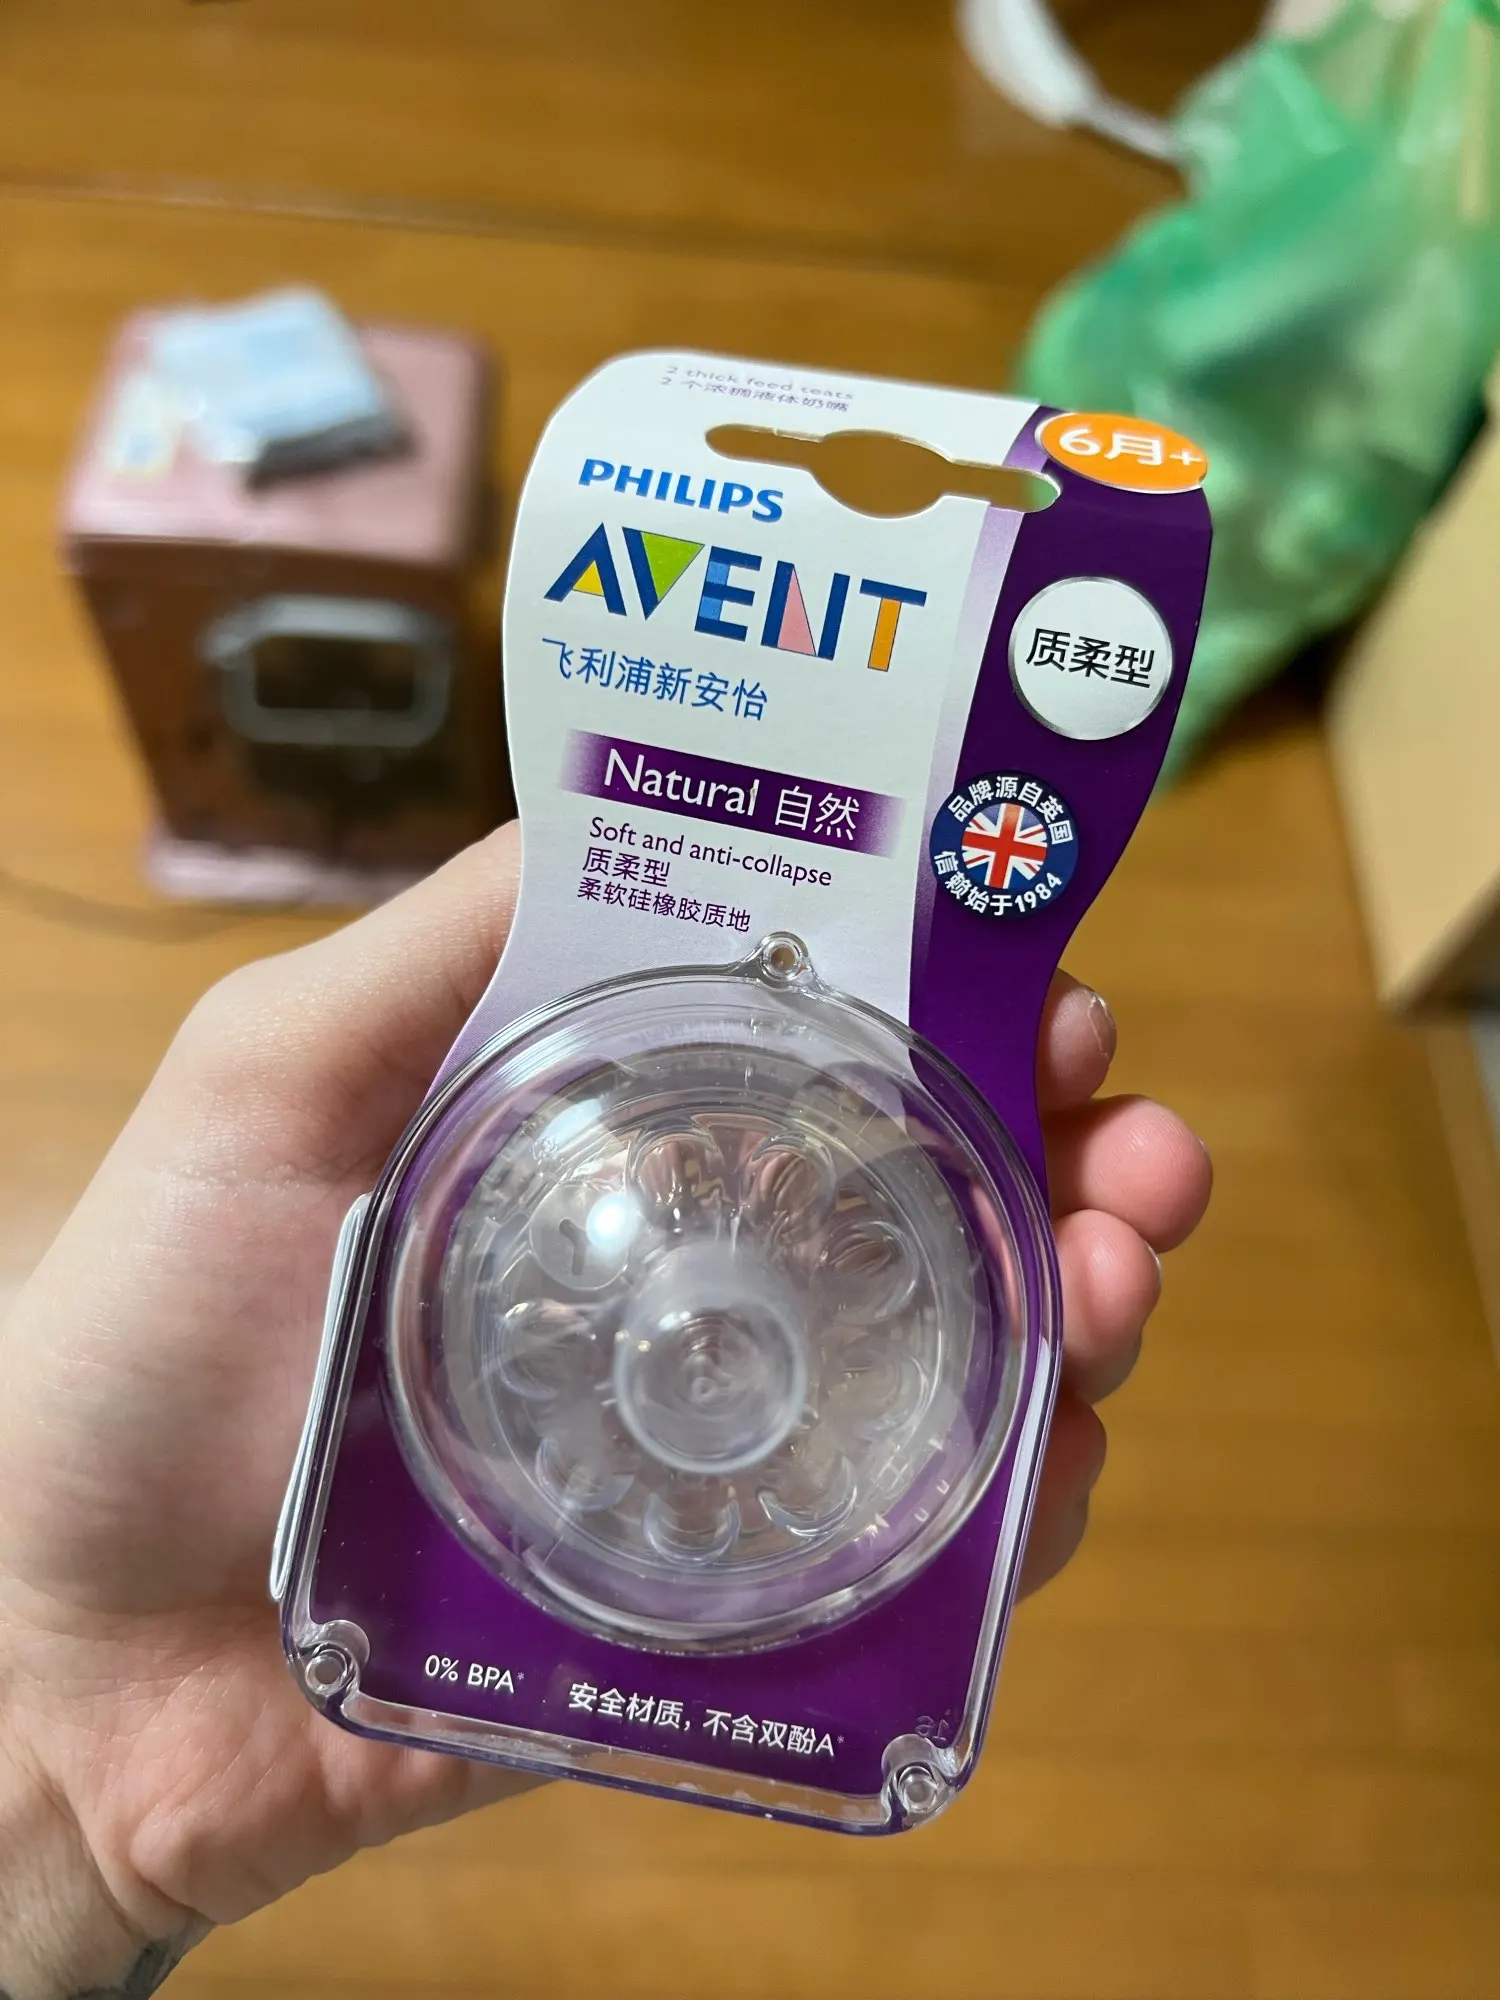 2 thick feed teats
2 个浓稠液体奶嘴
6月+
PHILIPS
AVENT
飞利浦新安怡
质柔型
Natural 自然
品牌源自英国
信赖始于1984
Soft and anti-collapse
质柔型
柔软硅橡胶质地
Y
0% BPA*
安全材质，不含双酚A*